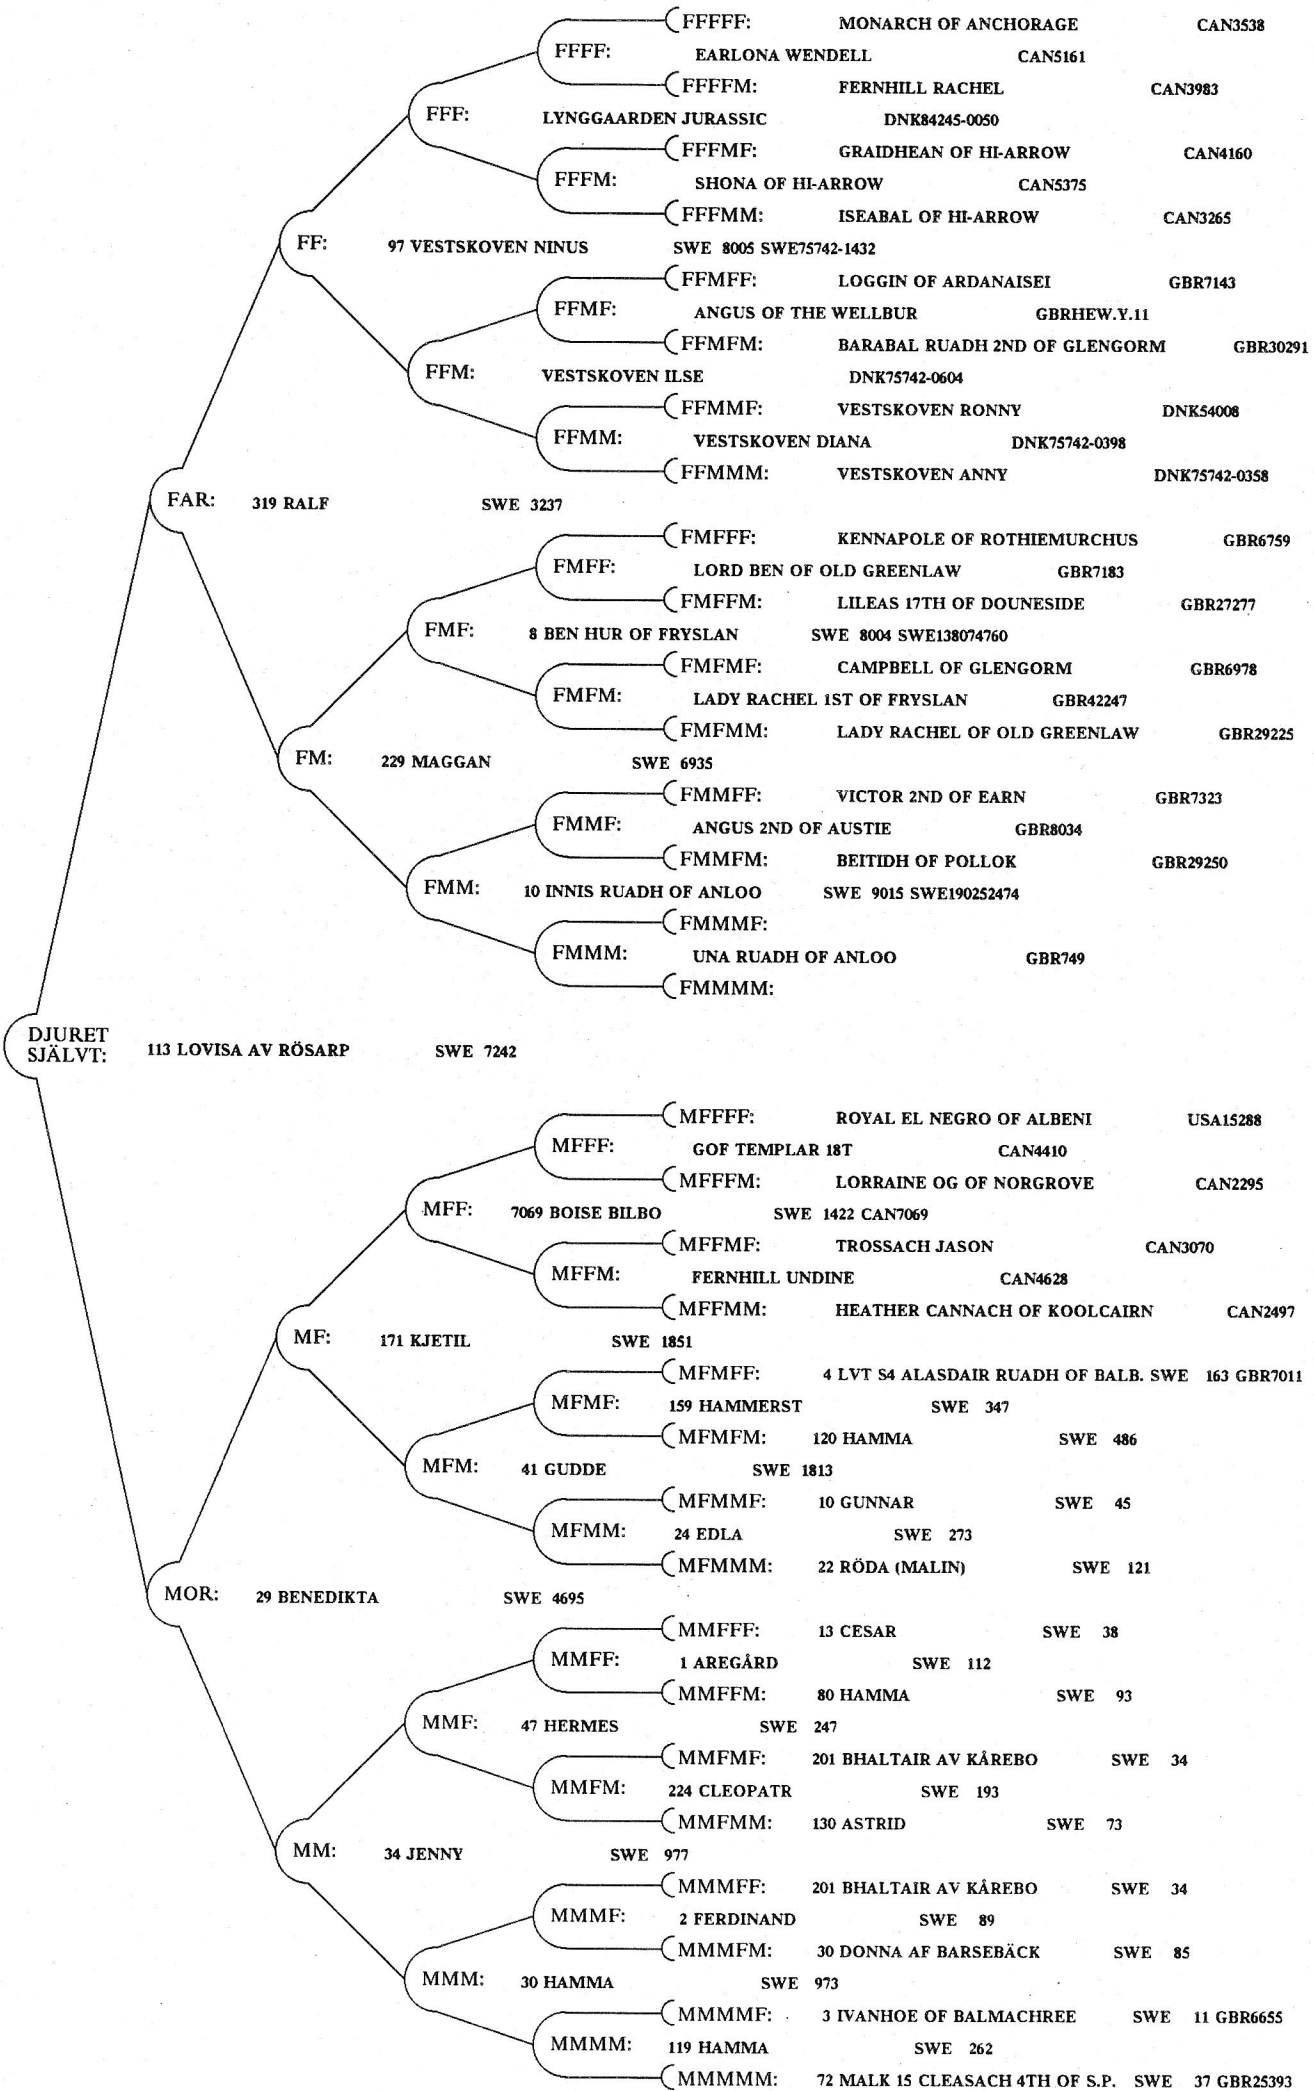 FFFFF: MONARCH OF ANCHORAGE CAN3538
FFFF: EARLONA WENDELL CAN5161
FFFFM: FERNHILL RACHEL CAN3983
FFF: LYNGGAARDEN JURASSIC DNK84245-0050
FFFMF: GRAIDHEAN OF HI-ARROW CAN4160
FFFM: SHONA OF HI-ARROW CAN5375
FFFMM: ISEABAL OF HI-ARROW CAN3265
FF: 97 VESTSKOVEN NINUS SWE 8005 SWE75742-1432
FFMFF: LOGGIN OF ARDANAISEI GBR7143
FFMF: ANGUS OF THE WELLBUR GBRHEW.Y.11
FFMFM: BARABAL RUADH 2ND OF GLENGORM GBR30291
FFM: VESTSKOVEN ILSE DNK75742-0604
FFMMF: VESTSKOVEN RONNY DNK54008
FFMM: VESTSKOVEN DIANA DNK75742-0398
FFMMM: VESTSKOVEN ANNY DNK75742-0358
FAR: 319 RALF SWE 3237
FMFFF: KENNAPOLE OF ROTHIEMURCHUS GBR6759
FMFF: LORD BEN OF OLD GREENLAW GBR7183
FMFFM: LILEAS 17TH OF DOUNESIDE GBR27277
FMF: 8 BEN HUR OF FRYSLAN SWE 8004 SWE138074760
FMFMF: CAMPBELL OF GLENGORM GBR6978
FMFM: LADY RACHEL 1ST OF FRYSLAN GBR42247
FMFMM: LADY RACHEL OF OLD GREENLAW GBR29225
FM: 229 MAGGAN SWE 6935
FMMFF: VICTOR 2ND OF EARN GBR7323
FMMF: ANGUS 2ND OF AUSTIE GBR8034
FMMFM: BEITIDH OF POLLOK GBR29250
FMM: 10 INNIS RUADH OF ANLOO SWE 9015 SWE190252474
FMMMF:
FMMM: UNA RUADH OF ANLOO GBR749
FMMMM:
DJURET
SJÄLVT: 113 LOVISA AV RÖSARP SWE 7242
MFFFF: ROYAL EL NEGRO OF ALBENI USA15288
MFFF: GOF TEMPLAR 18T CAN4410
MFFFM: LORRAINE OG OF NORGROVE CAN2295
MFF: 7069 BOISE BILBO SWE 1422 CAN7069
MFFMF: TROSSACH JASON CAN3070
MFFM: FERNHILL UNDINE CAN4628
MFFMM: HEATHER CANNACH OF KOOLCAIRN CAN2497
MF: 171 KJETIL SWE 1851
MFMFF: 4 LVT S4 ALASDAIR RUADH OF BALB. SWE 163 GBR7011
MFMF: 159 HAMMERST SWE 347
MFMFM: 120 HAMMA SWE 486
MFM: 41 GUDDE SWE 1813
MFMMF: 10 GUNNAR SWE 45
MFMM: 24 EDLA SWE 273
MFMMM: 22 RÖDA (MALIN) SWE 121
MOR: 29 BENEDIKTA SWE 4695
MMFFF: 13 CESAR SWE 38
MMFF: 1 AREGÅRD SWE 112
MMFFM: 80 HAMMA SWE 93
MMF: 47 HERMES SWE 247
MMFMF: 201 BHALTAIR AV KÅREBO SWE 34
MMFM: 224 CLEOPATR SWE 193
MMFMM: 130 ASTRID SWE 73
MM: 34 JENNY SWE 977
MMMFF: 201 BHALTAIR AV KÅREBO SWE 34
MMMF: 2 FERDINAND SWE 89
MMMFM: 30 DONNA AF BARSEBÄCK SWE 85
MMM: 30 HAMMA SWE 973
MMMMF: 3 IVANHOE OF BALMACHREE SWE 11 GBR6655
MMMM: 119 HAMMA SWE 262
MMMMM: 72 MALK 15 CLEASACH 4TH OF S.P. SWE 37 GBR25393